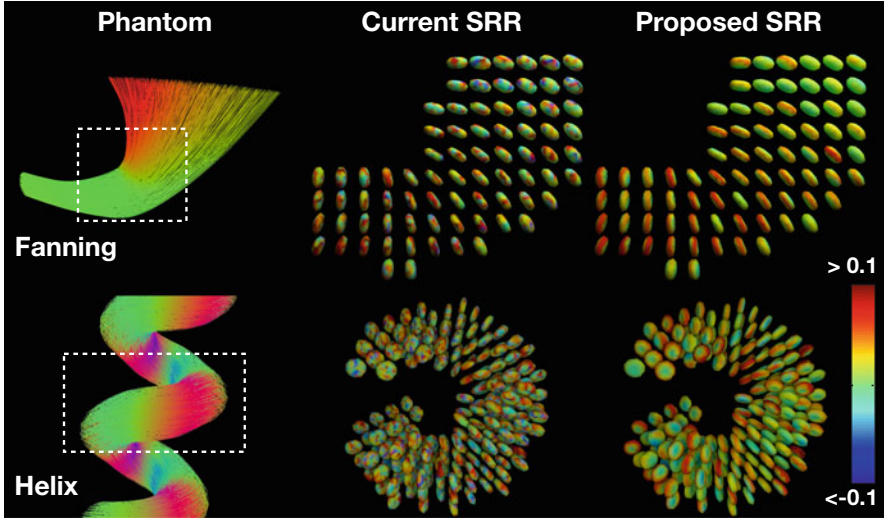 Phantom
Current SRR
Proposed SRR
Fanning
> 0.1
Helix
<-0.1